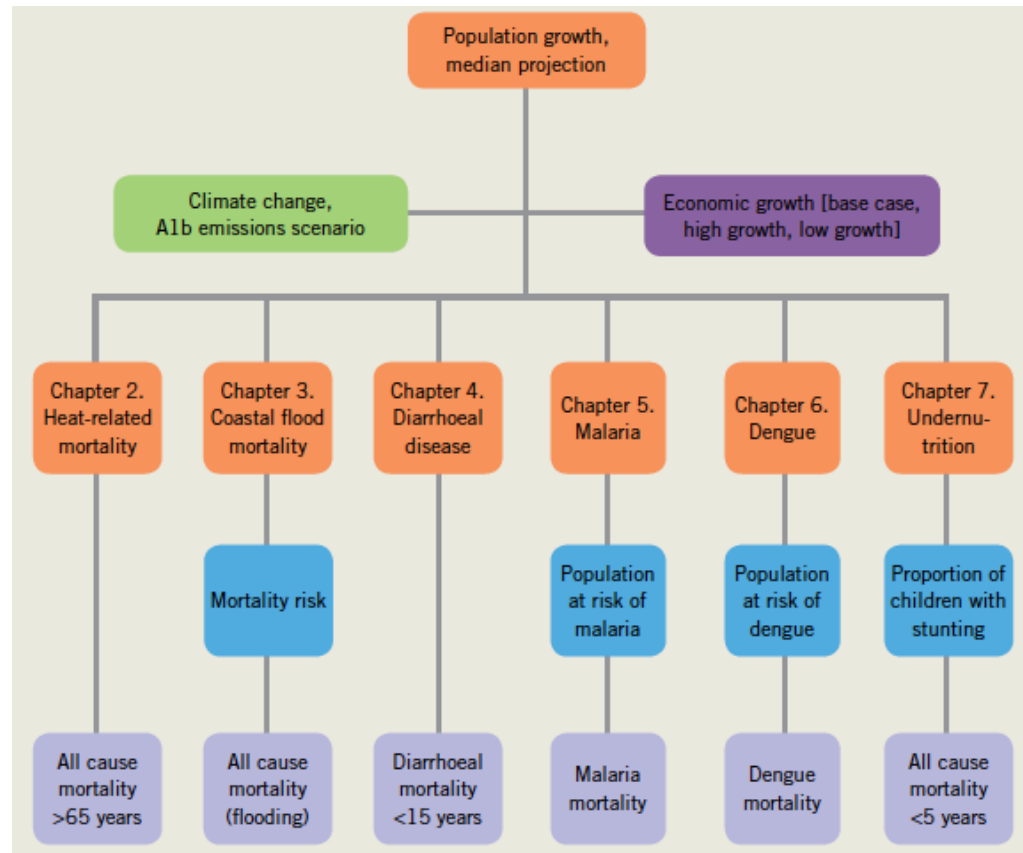 Population growth,
median projection
Climate change,
A1b emissions scenario
Economic growth [base case,
high growth, low growth]
Chapter 2.
Heat-related
mortality
Chapter 3.
Coastal flood
mortality
Chapter 4.
Diarrhoeal
disease
Chapter 5.
Malaria
Chapter 6.
Dengue
Chapter 7.
Undernu-
trition
Mortality risk
Population
at risk of
malaria
Population
at risk of
dengue
Proportion of
children with
stunting
All cause
mortality
>65 years
All cause
mortality
(flooding)
Diarrhoeal
mortality
<15 years
Malaria
mortality
Dengue
mortality
All cause
mortality
<5 years